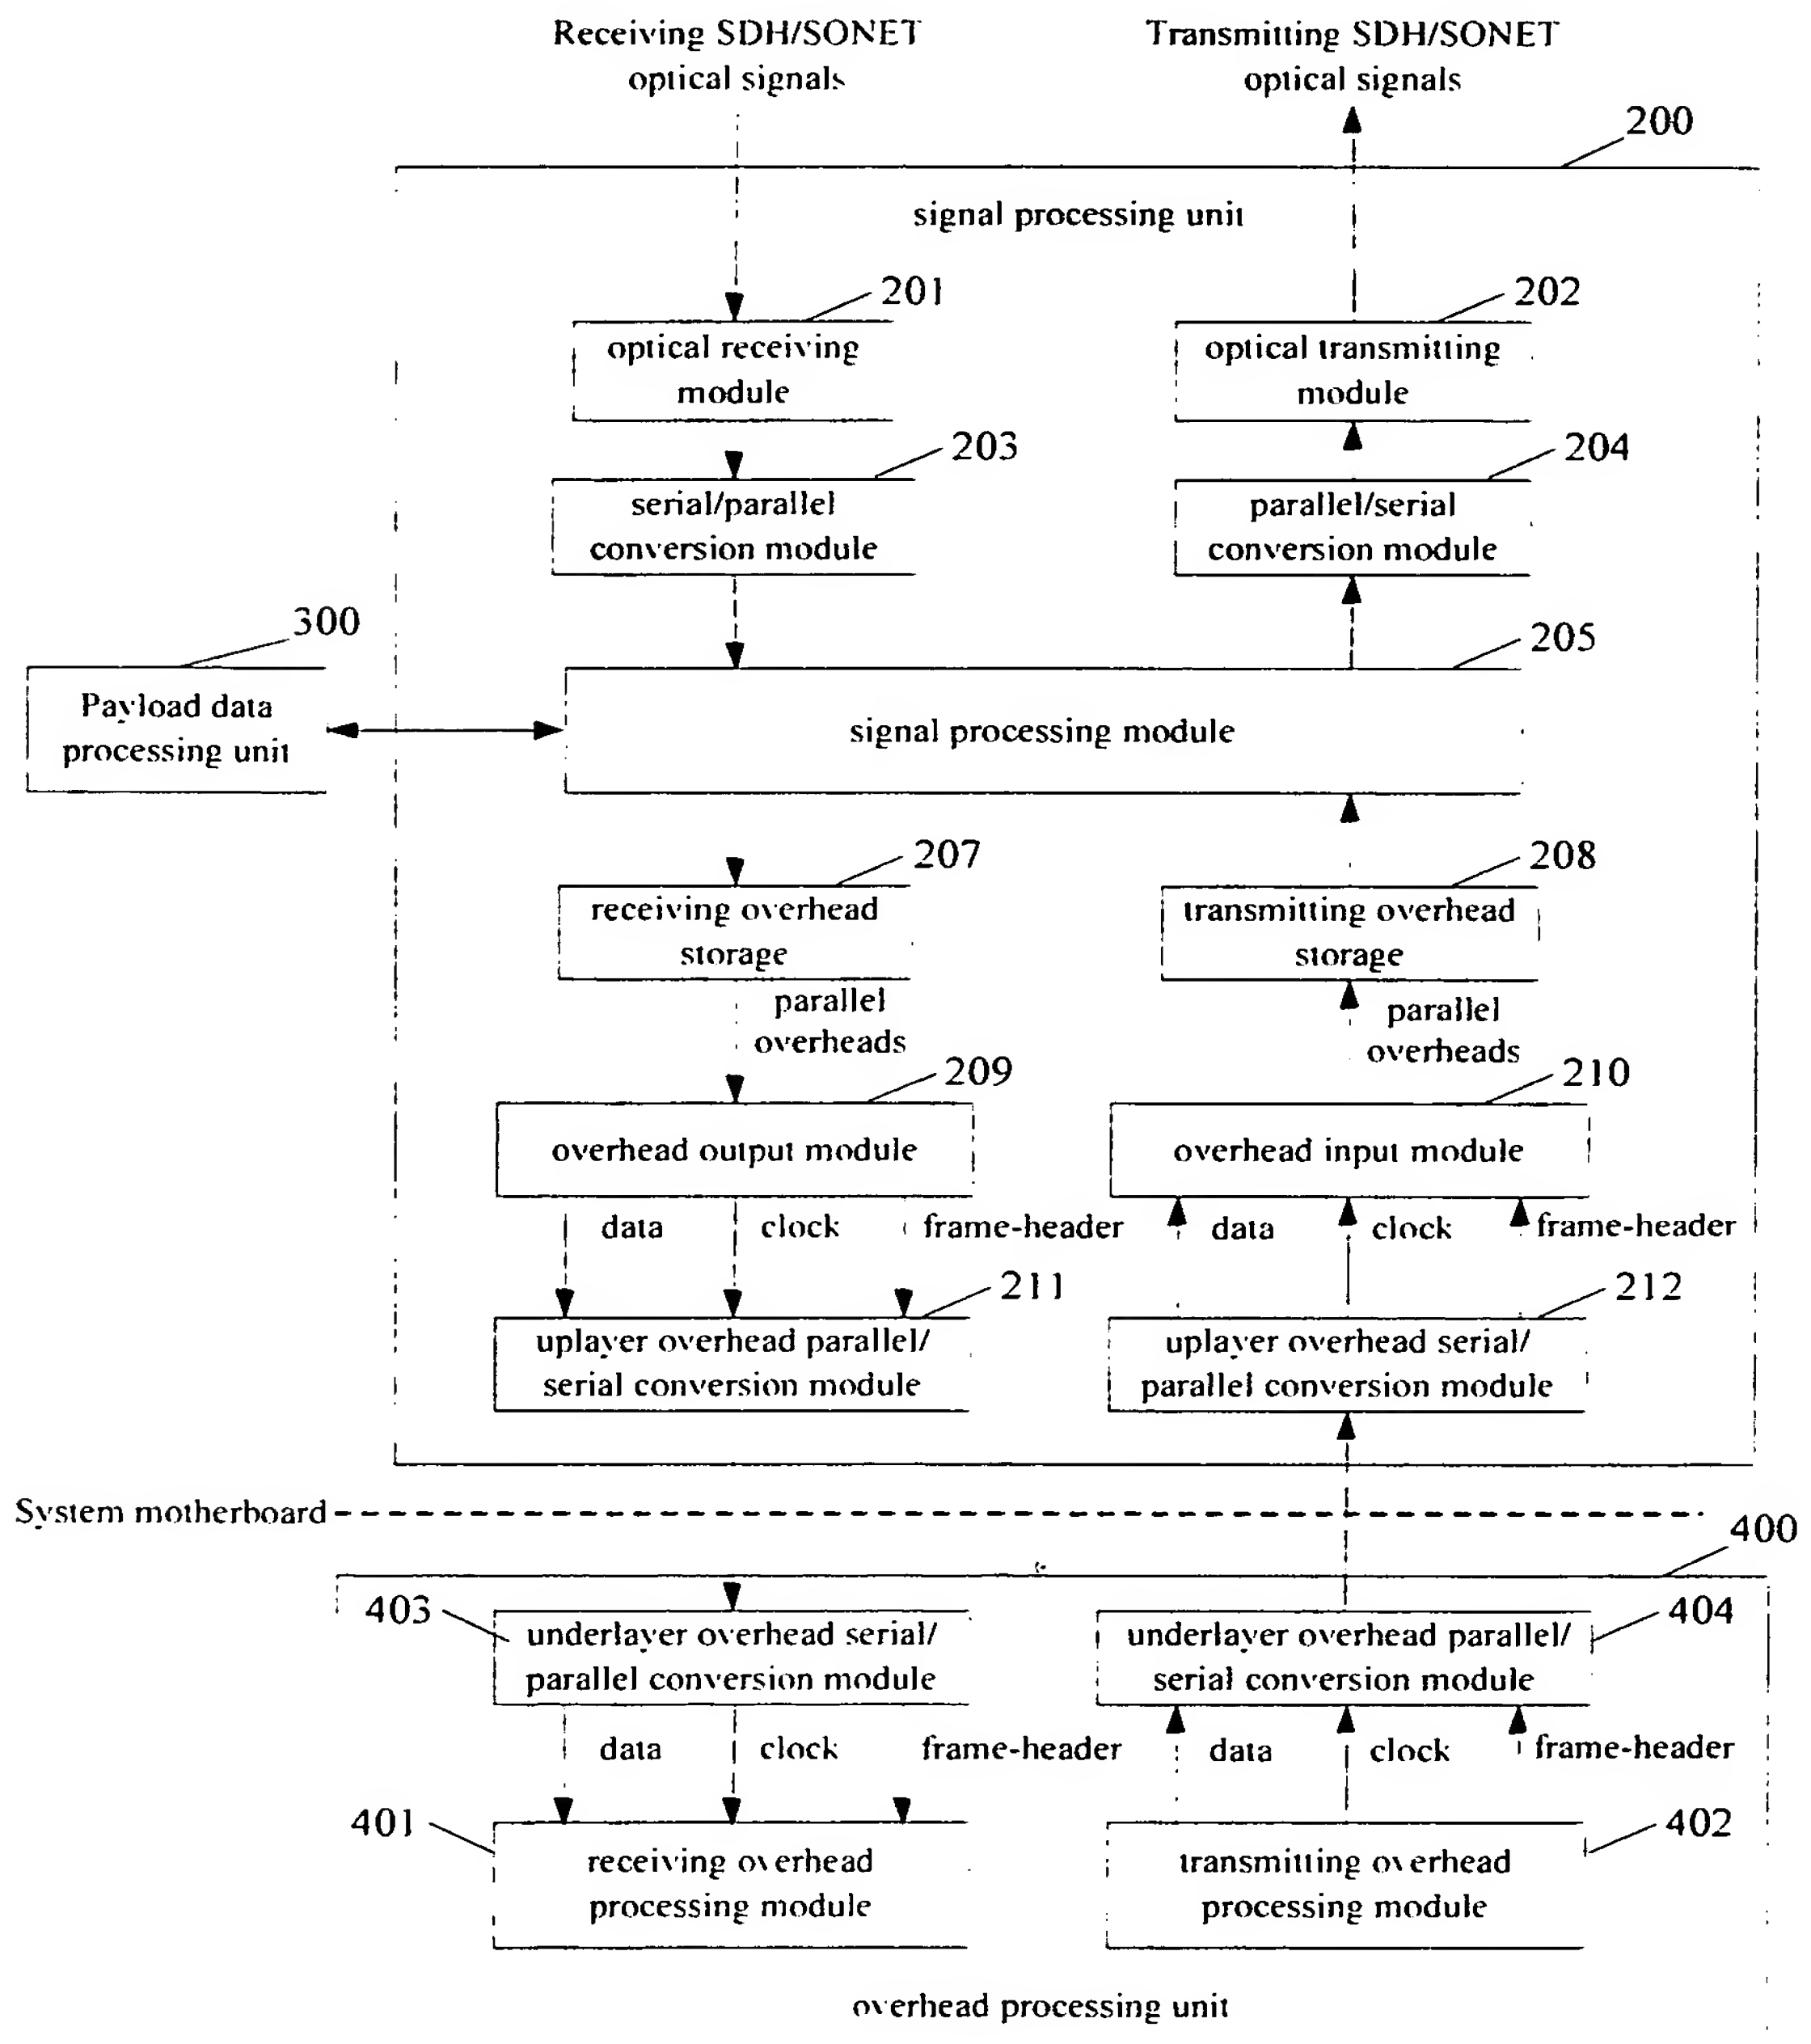 Receiving SDH/SONET
optical signals
Transmitting SDH/SONET
optical signals
200
signal processing unit
201
optical receiving
module
202
optical transmitting
module
203
serial/parallel
conversion module
204
parallel/serial
conversion module
300
Payload data
processing unit
205
signal processing module
207
receiving overhead
storage
208
transmitting overhead
storage
parallel
overheads
parallel
overheads
209
overhead output module
210
overhead input module
data
clock
frame-header
data
clock
frame-header
211
uplayer overhead parallel/
serial conversion module
212
uplayer overhead serial/
parallel conversion module
System motherboard
400
403
underlayer overhead serial/
parallel conversion module
404
underlayer overhead parallel/
serial conversion module
data
clock
frame-header
data
clock
frame-header
401
receiving overhead
processing module
402
transmitting overhead
processing module
overhead processing unit